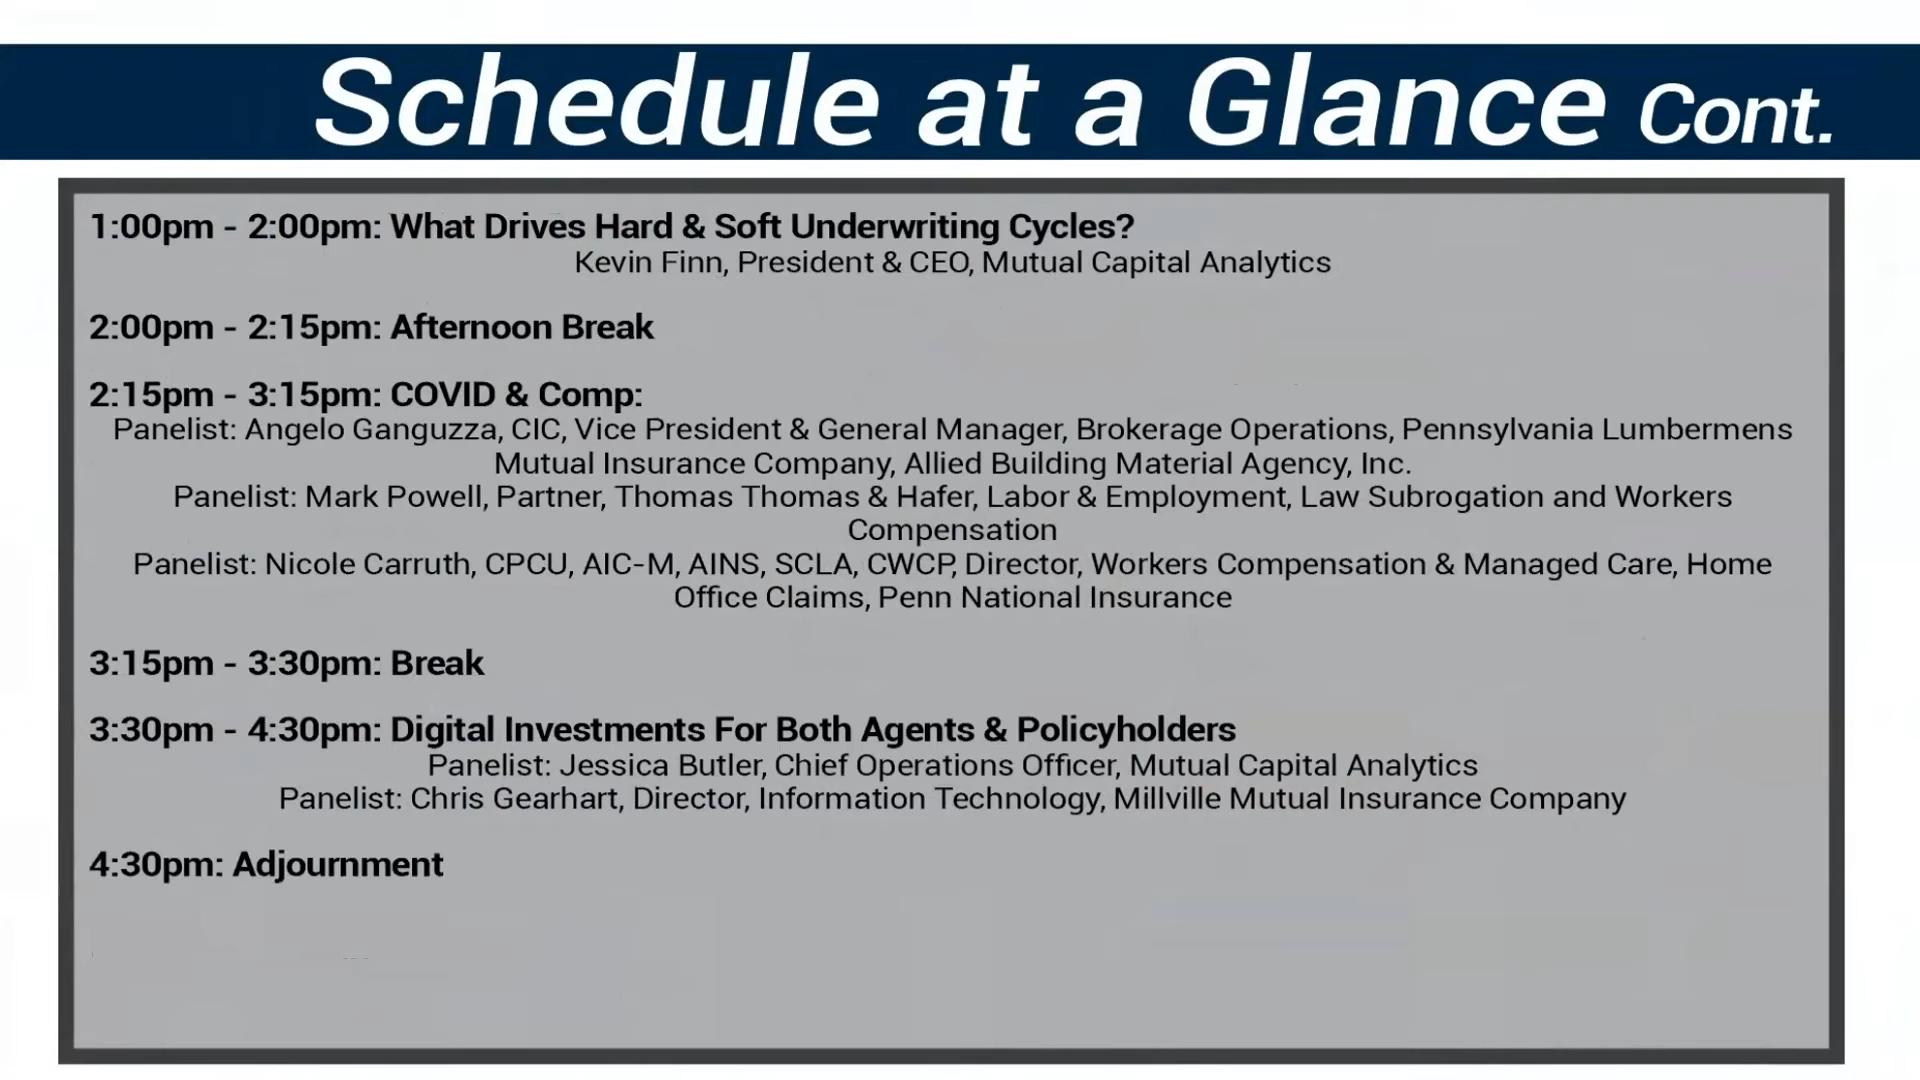 Schedule at a Glance Cont.
1:00pm - 2:00pm: What Drives Hard & Soft Underwriting Cycles?
Kevin Finn, President & CEO, Mutual Capital Analytics
2:00pm - 2:15pm: Afternoon Break
2:15pm - 3:15pm: COVID & Comp:
Panelist: Angelo Ganguzza, CIC, Vice President & General Manager, Brokerage Operations, Pennsylvania Lumbermens
Mutual Insurance Company, Allied Building Material Agency, Inc.
Panelist: Mark Powell, Partner, Thomas Thomas & Hafer, Labor & Employment, Law Subrogation and Workers
Compensation
Panelist: Nicole Carruth, CPCU, AIC-M, AINS, SCLA, CWCP, Director, Workers Compensation & Managed Care, Home
Office Claims, Penn National Insurance
3:15pm - 3:30pm: Break
3:30pm - 4:30pm: Digital Investments For Both Agents & Policyholders
Panelist: Jessica Butler, Chief Operations Officer, Mutual Capital Analytics
Panelist: Chris Gearhart, Director, Information Technology, Millville Mutual Insurance Company
4:30pm: Adjournment